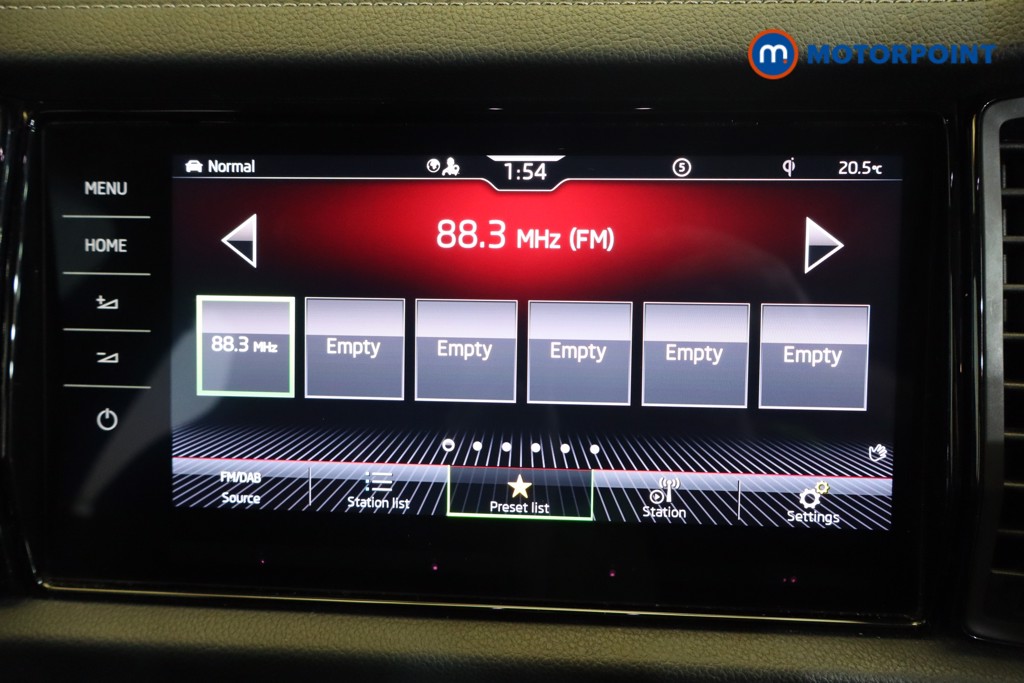 m MOTORPOINT
Normal
1:54
S
20.5°C
MENU
HOME
88.3 MHz (FM)
88.3 MHz
Empty
Empty
Empty
Empty
Empty
FM/DAB
Source
Station list
Preset list
Station
Settings